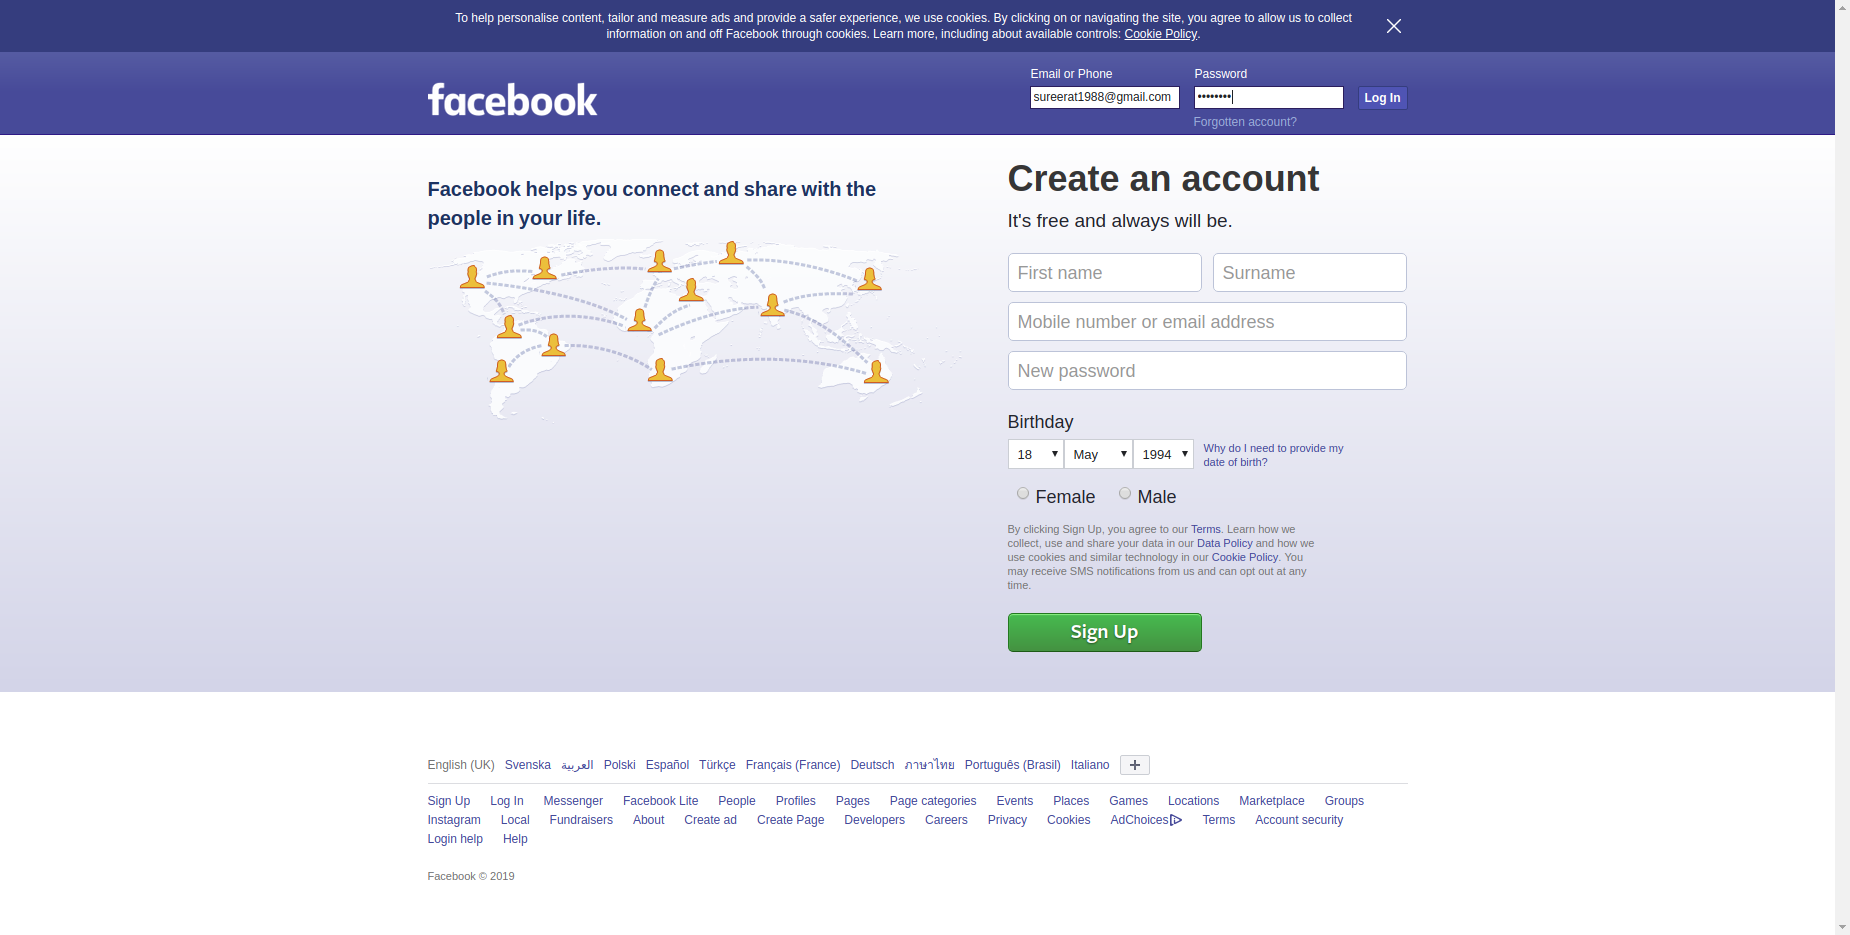 To help personalise content, tailor and measure ads and provide a safer experience, we use cookies. By clicking on or navigating the site, you agree to allow us to collect
information on and off Facebook through cookies. Learn more, including about available controls: Cookie Policy.
facebook
Email or Phone
Password
sureerat1988@gmail.com
••••••••
Log In
Forgotten account?
Facebook helps you connect and share with the
people in your life.
Create an account
It's free and always will be.
First name
Surname
Mobile number or email address
New password
Birthday
18 May 1994
Why do I need to provide my
date of birth?
Female Male
By clicking Sign Up, you agree to our Terms. Learn how we
collect, use and share your data in our Data Policy and how we
use cookies and similar technology in our Cookie Policy. You
may receive SMS notifications from us and can opt out at any
time.
Sign Up
English (UK) Svenska العربية Polski Español Türkçe Français (France) Deutsch ภาษาไทย Português (Brasil) Italiano
Sign Up Log In Messenger Facebook Lite People Profiles Pages Page categories Events Places Games Locations Marketplace Groups
Instagram Local Fundraisers About Create ad Create Page Developers Careers Privacy Cookies AdChoices Terms Account security
Login help Help
Facebook © 2019